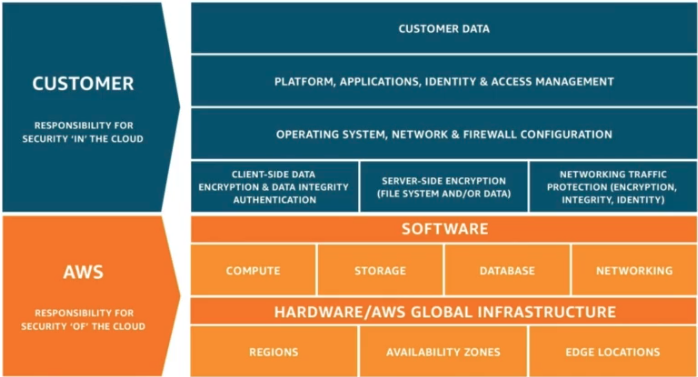 CUSTOMER
RESPONSIBILITY FOR
SECURITY 'IN' THE CLOUD
CUSTOMER DATA
PLATFORM, APPLICATIONS, IDENTITY & ACCESS MANAGEMENT
OPERATING SYSTEM, NETWORK & FIREWALL CONFIGURATION
CLIENT-SIDE DATA
ENCRYPTION & DATA INTEGRITY
AUTHENTICATION
SERVER-SIDE ENCRYPTION
(FILE SYSTEM AND/OR DATA)
NETWORKING TRAFFIC
PROTECTION (ENCRYPTION,
INTEGRITY, IDENTITY)
AWS
RESPONSIBILITY FOR
SECURITY 'OF' THE CLOUD
SOFTWARE
COMPUTE
STORAGE
DATABASE
NETWORKING
HARDWARE/AWS GLOBAL INFRASTRUCTURE
REGIONS
AVAILABILITY ZONES
EDGE LOCATIONS